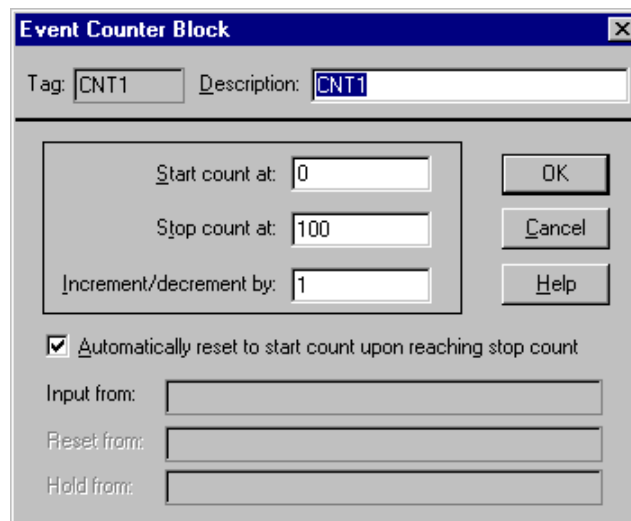 Event Counter Block
Tag: CNT1 Description: CNT1
Start count at: 0 OK
Stop count at: 100 Cancel
Increment/decrement by: 1 Help
Automatically reset to start count upon reaching stop count
Input from:
Reset from:
Hold from: